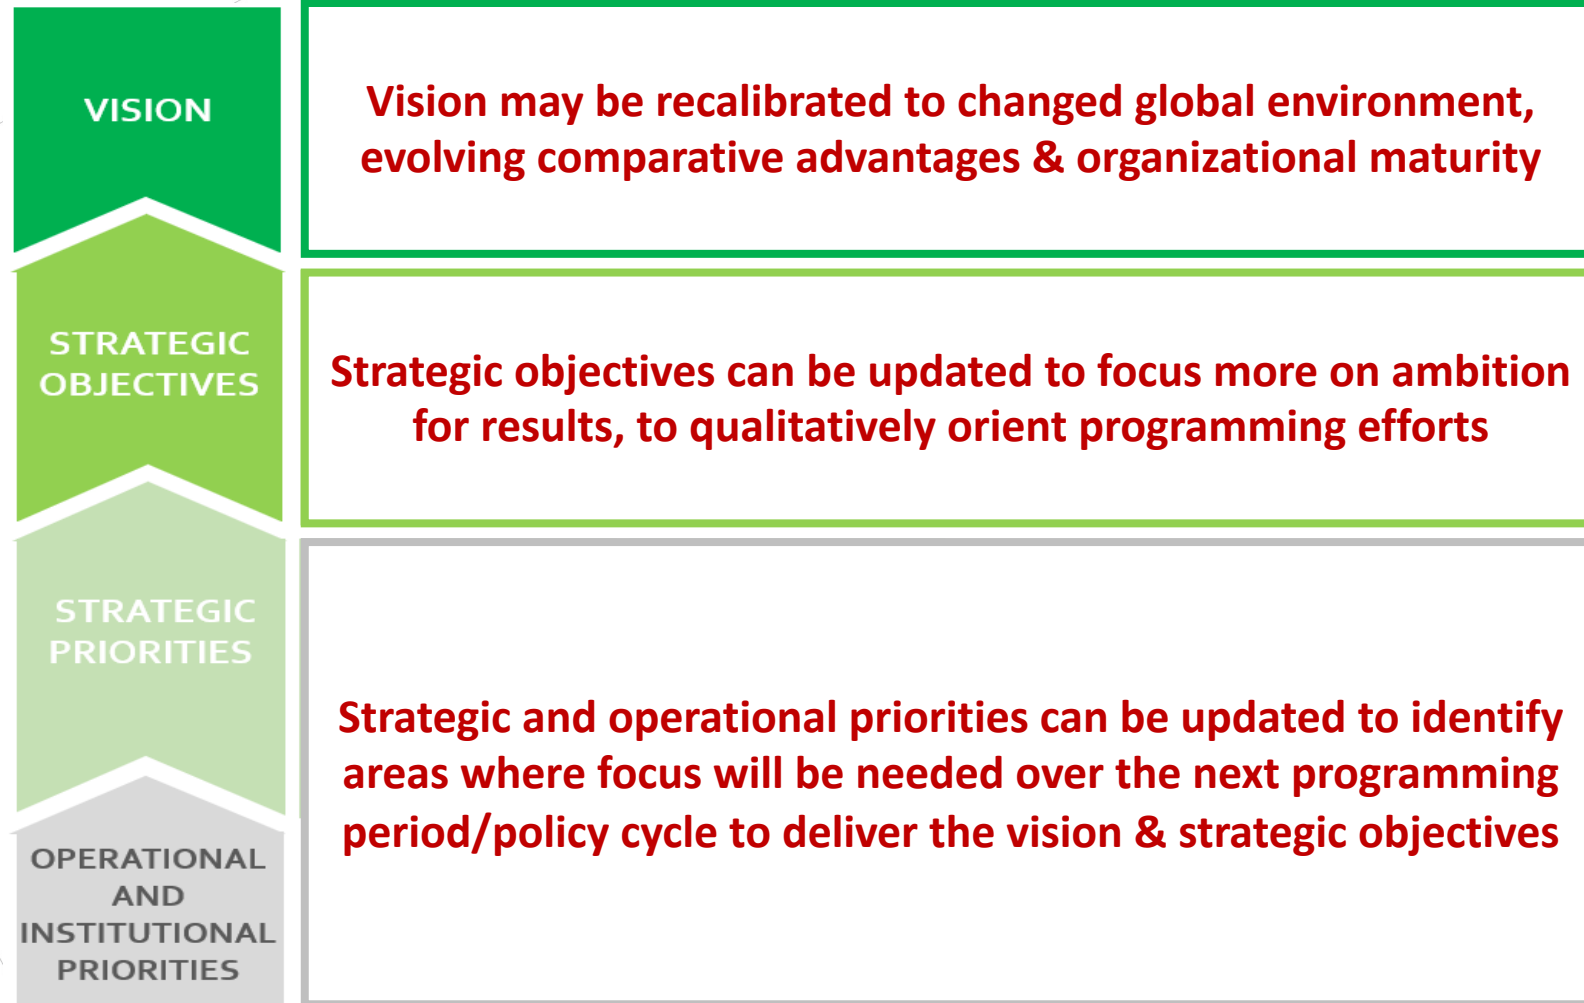 VISION
Vision may be recalibrated to changed global environment,
evolving comparative advantages & organizational maturity
STRATEGIC
OBJECTIVES
Strategic objectives can be updated to focus more on ambition
for results, to qualitatively orient programming efforts
STRATEGIC
PRIORITIES
Strategic and operational priorities can be updated to identify
areas where focus will be needed over the next programming
period/policy cycle to deliver the vision & strategic objectives
OPERATIONAL
AND
INSTITUTIONAL
PRIORITIES